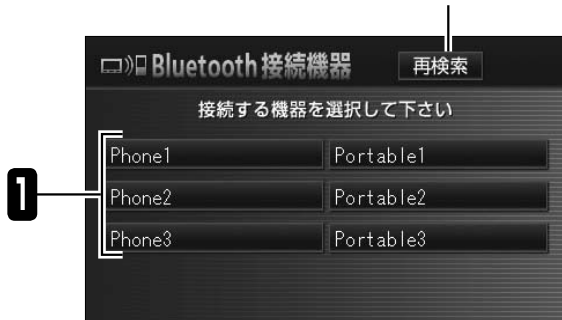 Bluetooth接続機器 再検索
接続する機器を選択して下さい
1
Phone1 Portable1
Phone2 Portable2
Phone3 Portable3